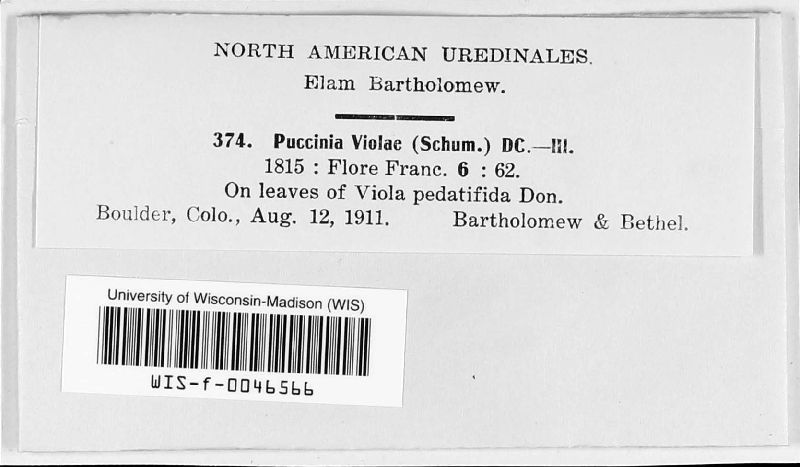 NORTH AMERICAN UREDINALES.
Elam Bartholomew.
374. Puccinia Violae (Schum.) DC.—III.
1815 : Flore Franc. 6 : 62.
On leaves of Viola pedatifida Don.
Boulder, Colo., Aug. 12, 1911. Bartholomew & Bethel.
University of Wisconsin-Madison (WIS)
WIS-f-0046566